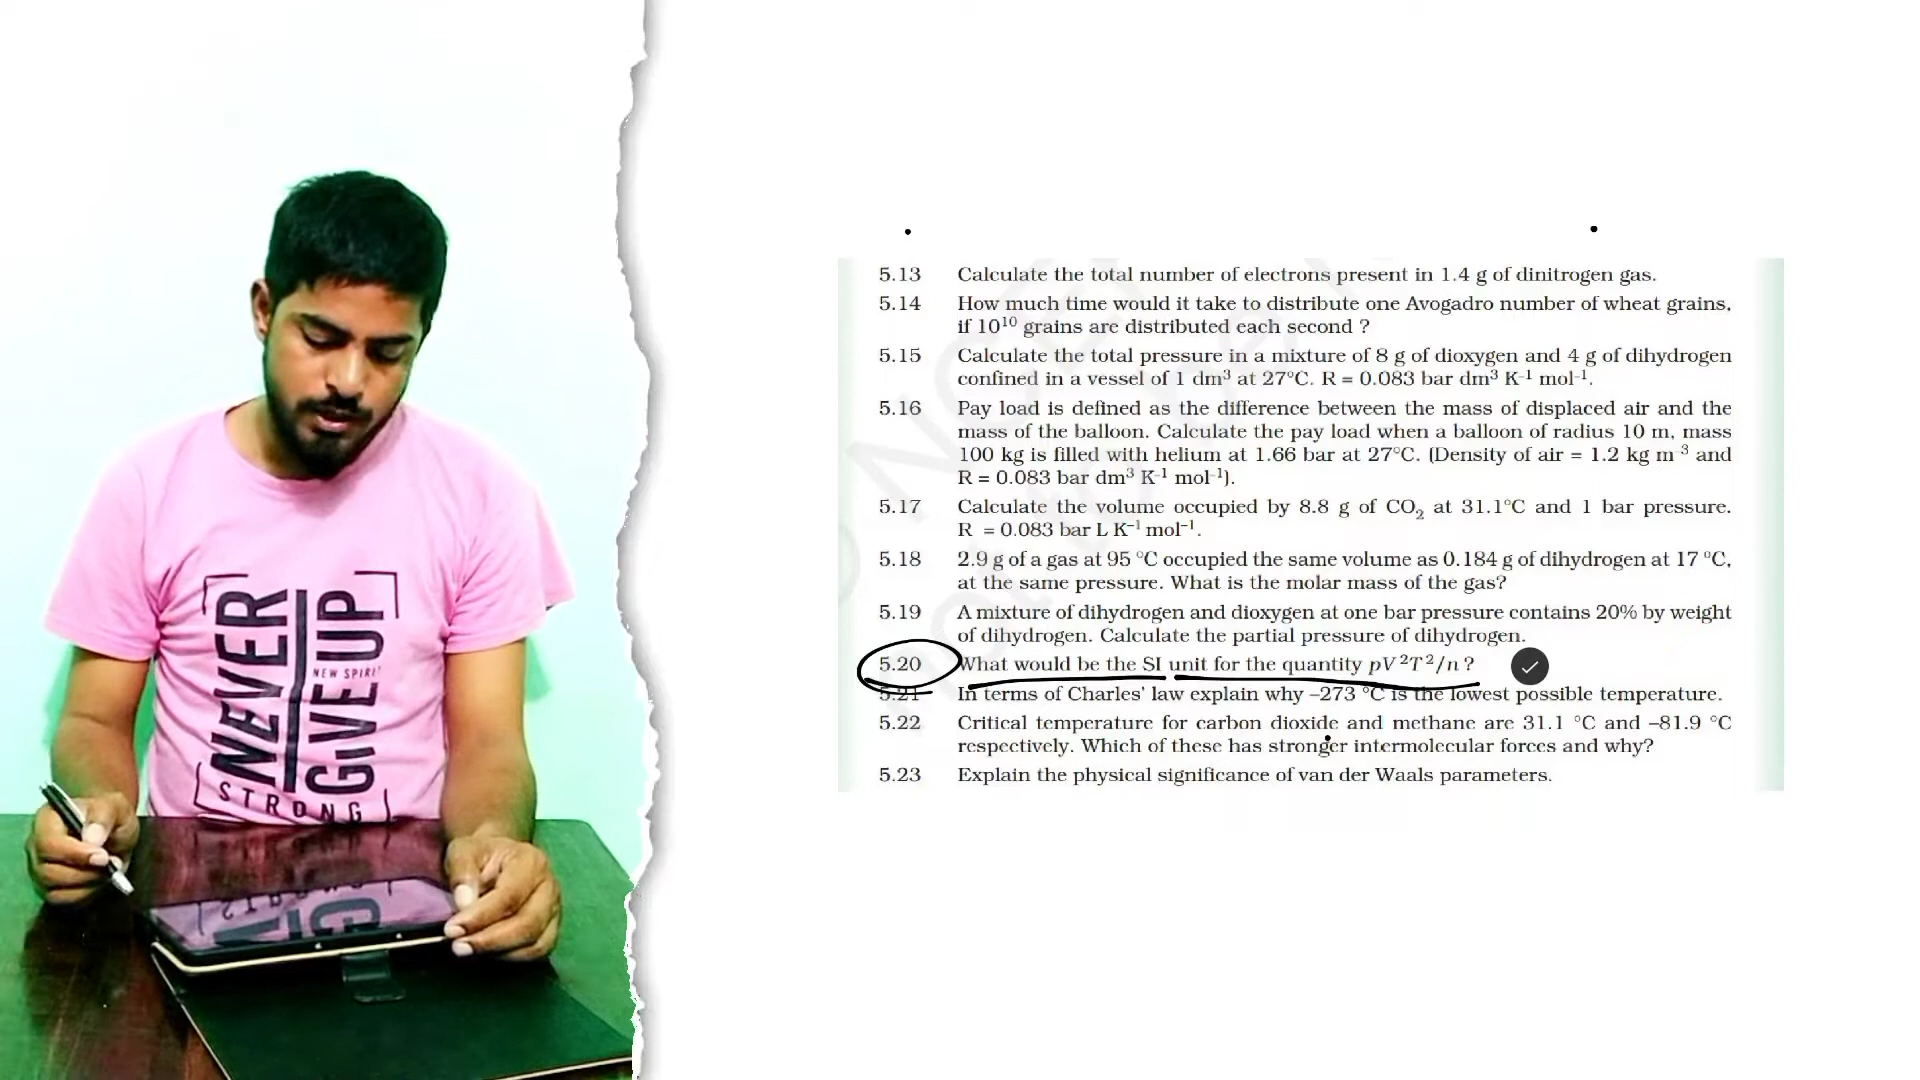 NEVER
GIVE UP
NEW SPIRIT
STRONG
5.13 Calculate the total number of electrons present in 1.4 g of dinitrogen gas.
5.14 How much time would it take to distribute one Avogadro number of wheat grains,
if 10¹⁰ grains are distributed each second ?
5.15 Calculate the total pressure in a mixture of 8 g of dioxygen and 4 g of dihydrogen
confined in a vessel of 1 dm³ at 27°C. R = 0.083 bar dm³ K⁻¹ mol⁻¹.
5.16 Pay load is defined as the difference between the mass of displaced air and the
mass of the balloon. Calculate the pay load when a balloon of radius 10 m, mass
100 kg is filled with helium at 1.66 bar at 27°C. (Density of air = 1.2 kg m⁻³ and
R = 0.083 bar dm³ K⁻¹ mol⁻¹).
5.17 Calculate the volume occupied by 8.8 g of CO₂ at 31.1°C and 1 bar pressure.
R = 0.083 bar L K⁻¹ mol⁻¹.
5.18 2.9 g of a gas at 95 °C occupied the same volume as 0.184 g of dihydrogen at 17 °C,
at the same pressure. What is the molar mass of the gas?
5.19 A mixture of dihydrogen and dioxygen at one bar pressure contains 20% by weight
of dihydrogen. Calculate the partial pressure of dihydrogen.
5.20 What would be the SI unit for the quantity pV²T²/n ?
5.21 In terms of Charles' law explain why –273 °C is the lowest possible temperature.
5.22 Critical temperature for carbon dioxide and methane are 31.1 °C and –81.9 °C
respectively. Which of these has stronger intermolecular forces and why?
5.23 Explain the physical significance of van der Waals parameters.